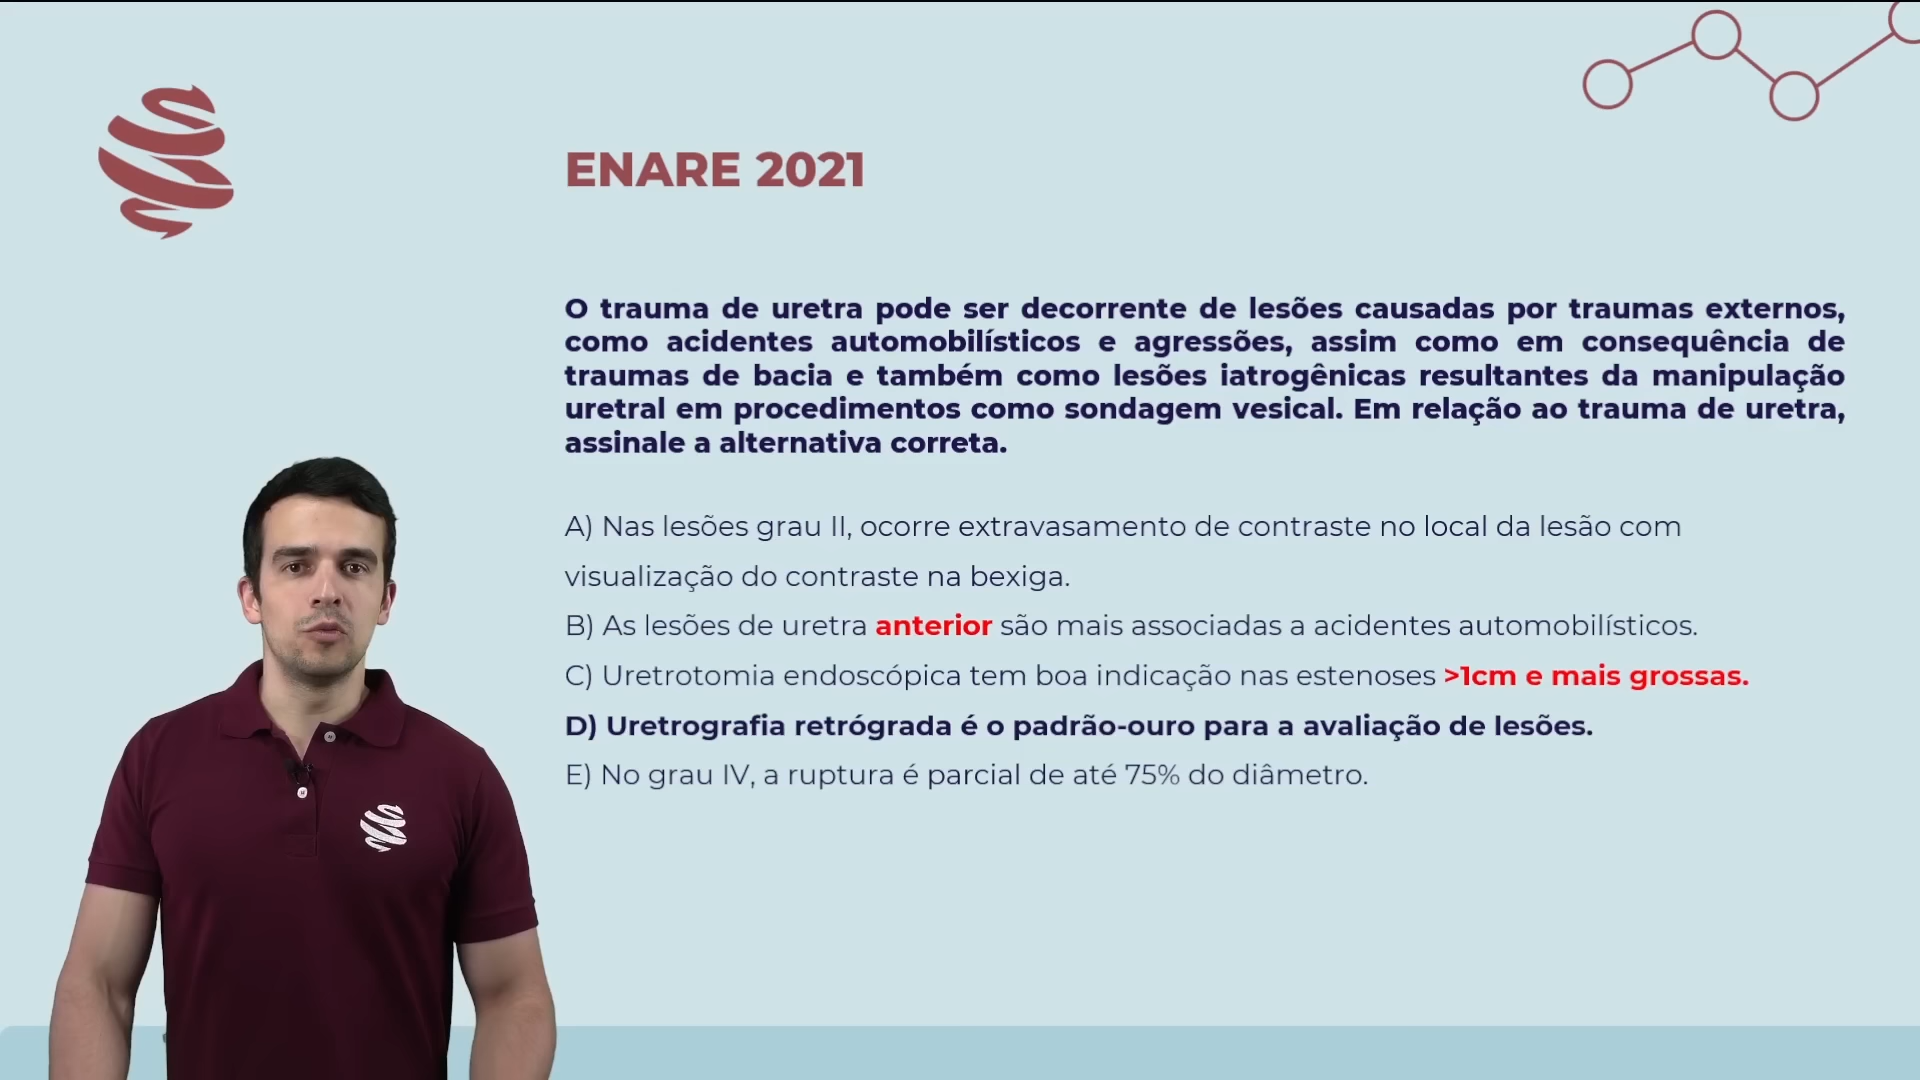 ENARE 2021
O trauma de uretra pode ser decorrente de lesões causadas por traumas externos,
como acidentes automobilísticos e agressões, assim como em consequência de
traumas de bacia e também como lesões iatrogênicas resultantes da manipulação
uretral em procedimentos como sondagem vesical. Em relação ao trauma de uretra,
assinale a alternativa correta.
A) Nas lesões grau II, ocorre extravasamento de contraste no local da lesão com
visualização do contraste na bexiga.
B) As lesões de uretra anterior são mais associadas a acidentes automobilísticos.
C) Uretrotomia endoscópica tem boa indicação nas estenoses >1cm e mais grossas.
D) Uretrografia retrógrada é o padrão-ouro para a avaliação de lesões.
E) No grau IV, a ruptura é parcial de até 75% do diâmetro.